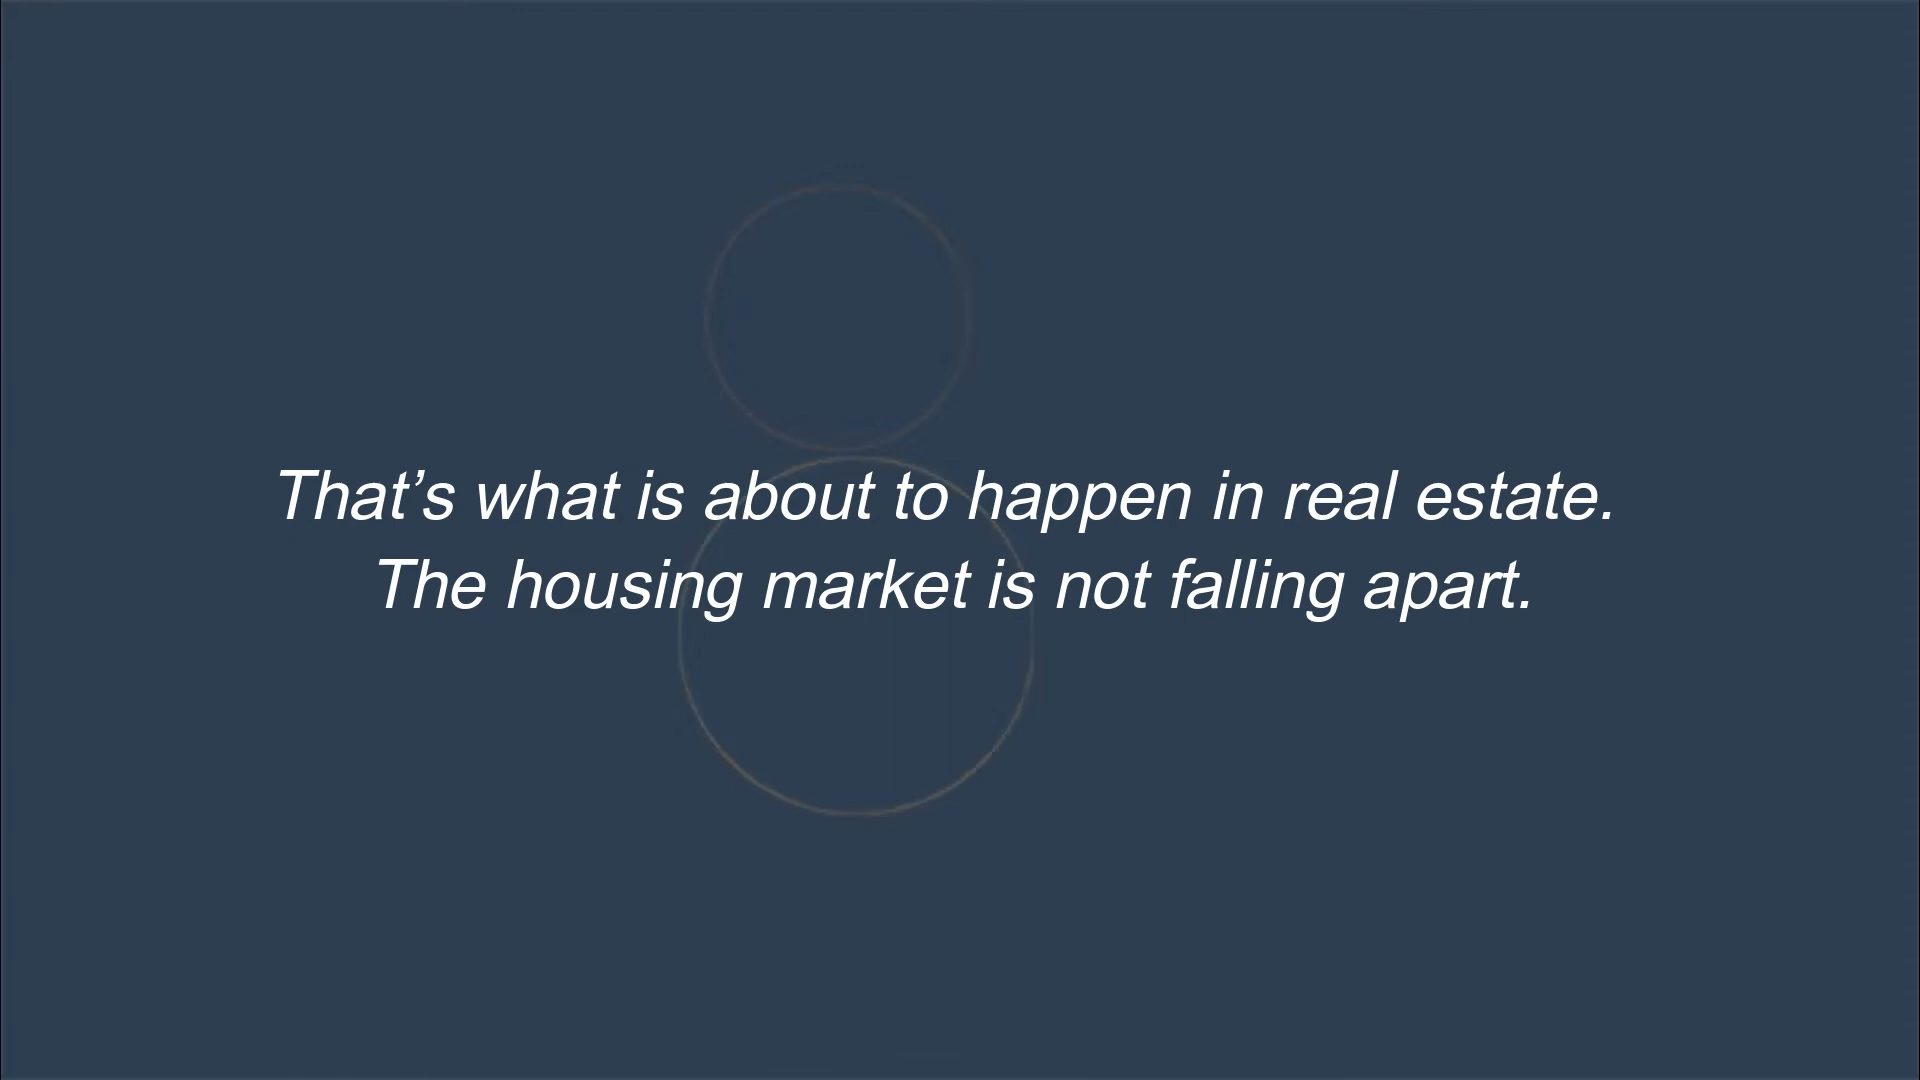 That’s what is about to happen in real estate.
The housing market is not falling apart.